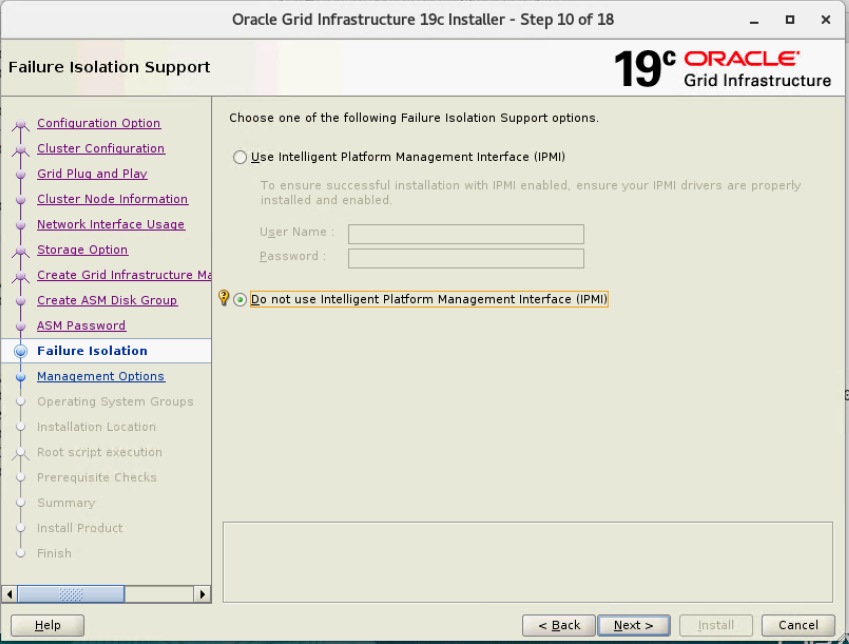 Oracle Grid Infrastructure 19c Installer - Step 10 of 18
Failure Isolation Support
19c ORACLE
Grid Infrastructure
Configuration Option
Cluster Configuration
Grid Plug and Play
Cluster Node Information
Network Interface Usage
Storage Option
Create Grid Infrastructure Ma
Create ASM Disk Group
ASM Password
Failure Isolation
Management Options
Operating System Groups
Installation Location
Root script execution
Prerequisite Checks
Summary
Install Product
Finish
Choose one of the following Failure Isolation Support options.
Use Intelligent Platform Management Interface (IPMI)
To ensure successful installation with IPMI enabled, ensure your IPMI drivers are properly
installed and enabled.
User Name :
Password :
Do not use Intelligent Platform Management Interface (IPMI)
Help
< Back
Next >
Install
Cancel